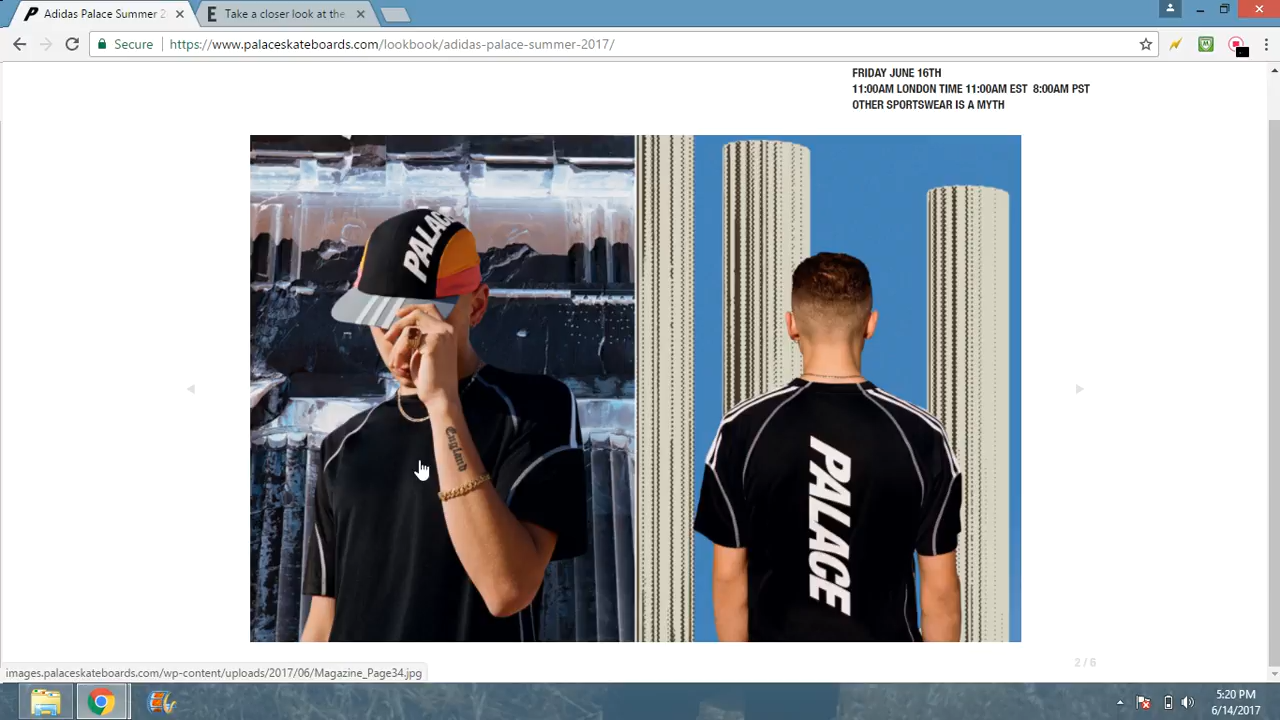 Adidas Palace Summer 2
Take a closer look at the
Secure
https://www.palaceskateboards.com/lookbook/adidas-palace-summer-2017/
FRIDAY JUNE 16TH
11:00AM LONDON TIME 11:00AM EST 8:00AM PST
OTHER SPORTSWEAR IS A MYTH
PALACE
England
PALACE
2 / 6
images.palaceskateboards.com/wp-content/uploads/2017/06/Magazine_Page34.jpg
5:20 PM
6/14/2017